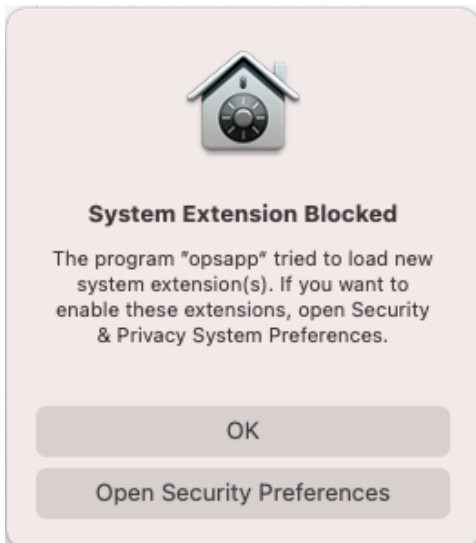 System Extension Blocked
The program "opsapp" tried to load new
system extension(s). If you want to
enable these extensions, open Security
& Privacy System Preferences.
OK
Open Security Preferences